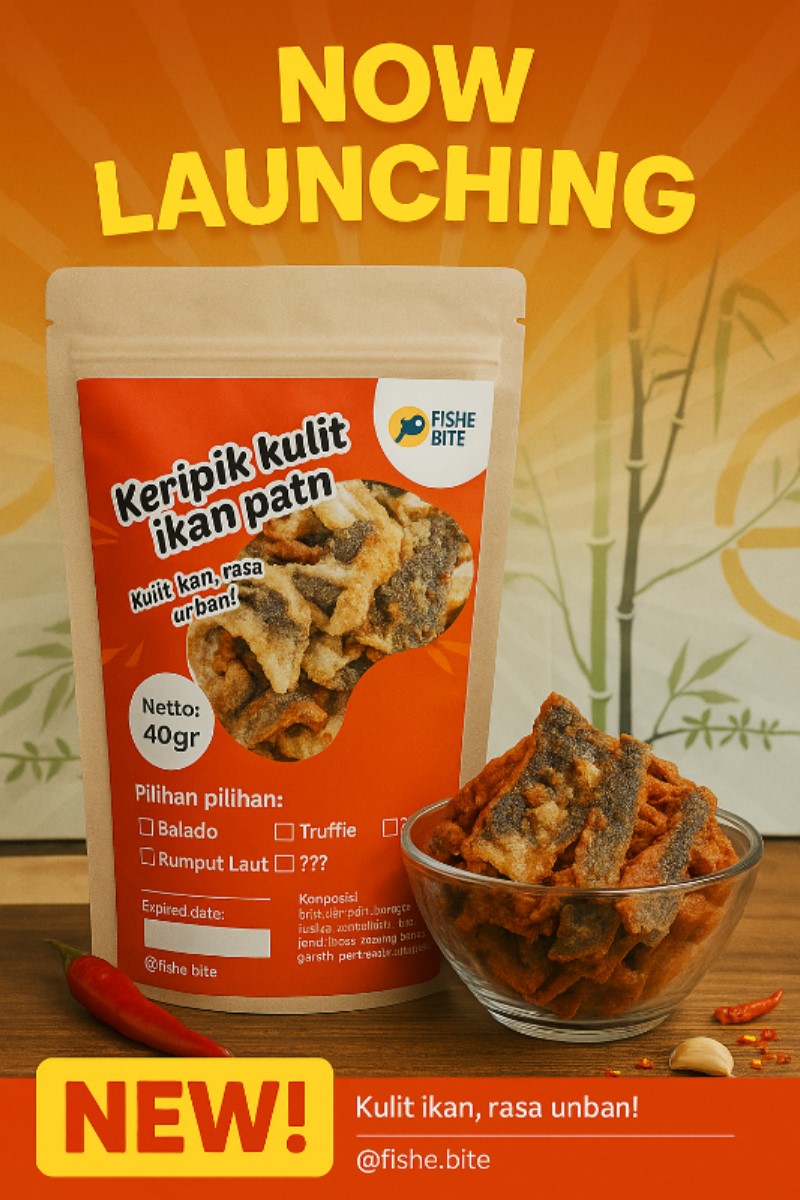 NOW
LAUNCHING
FISHE
BITE
Keripik kulit
ikan patn
Kuiit kan, rasa
urban!
Netto:
40gr
Pilihan pilihan:
Balado
Truffie
Rumput Laut
???
Expired.date:
@fishe bite
Konposisi
NEW!
Kulit ikan, rasa unban!
@fishe.bite